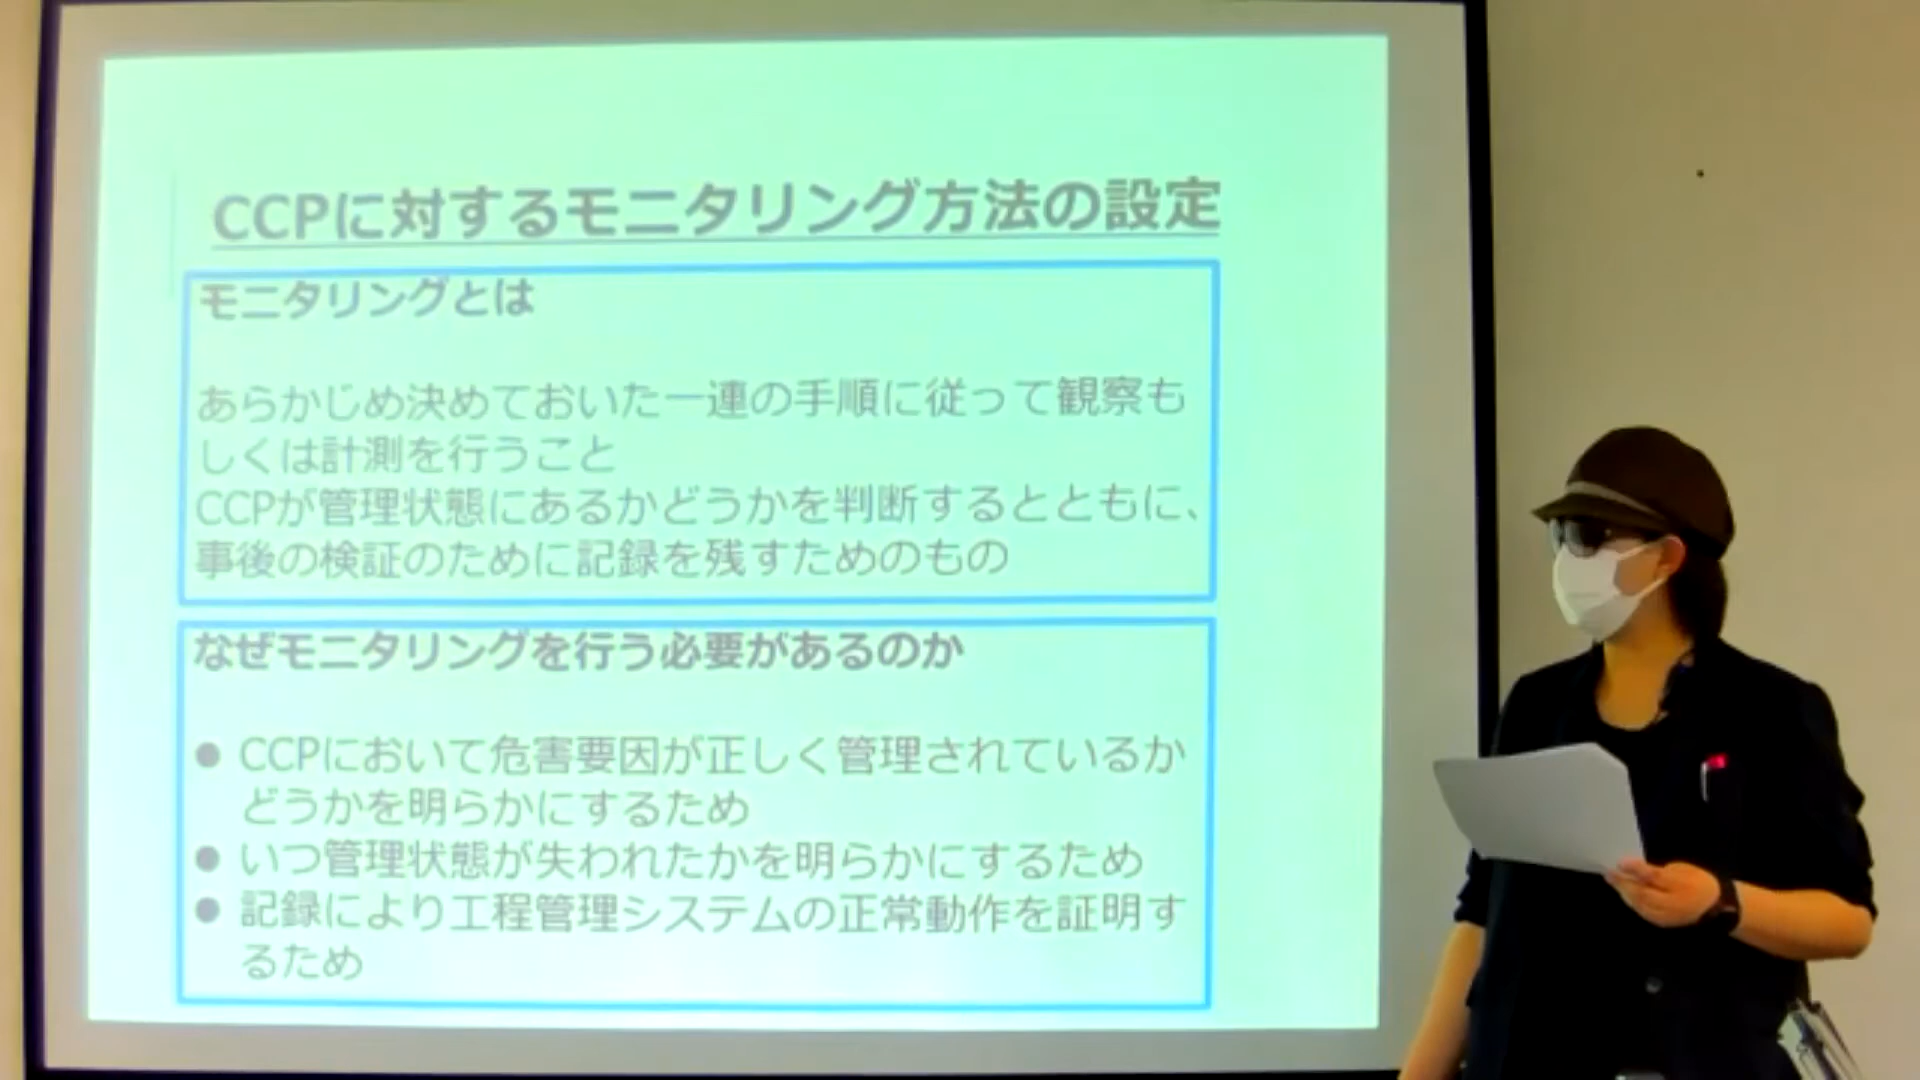 CCPに対するモニタリング方法の設定
モニタリングとは
あらかじめ決めておいた一連の手順に従って観察も
しくは計測を行うこと
CCPが管理状態にあるかどうかを判断するとともに、
事後の検証のために記録を残すためのもの
なぜモニタリングを行う必要があるのか
● CCPにおいて危害要因が正しく管理されているか
どうかを明らかにするため
● いつ管理状態が失われたかを明らかにするため
● 記録により工程管理システムの正常動作を証明す
るため